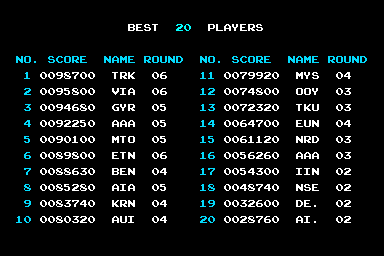 BEST 20 PLAYERS
NO. SCORE NAME ROUND NO. SCORE NAME ROUND
1 0098700 TRK 06 11 0079920 MYS 04
2 0095800 VIA 06 12 0074800 OOY 03
3 0094680 GYR 05 13 0072320 TKU 03
4 0092250 AAA 05 14 0064700 EUN 04
5 0090100 MTO 05 15 0061120 NRD 03
6 0089800 ETN 06 16 0056260 AAA 03
7 0088630 BEN 04 17 0054300 IIN 02
8 0085280 AIA 05 18 0048740 NSE 02
9 0083740 KRN 04 19 0032600 DE. 02
10 0080320 AUI 04 20 0028760 AI. 02